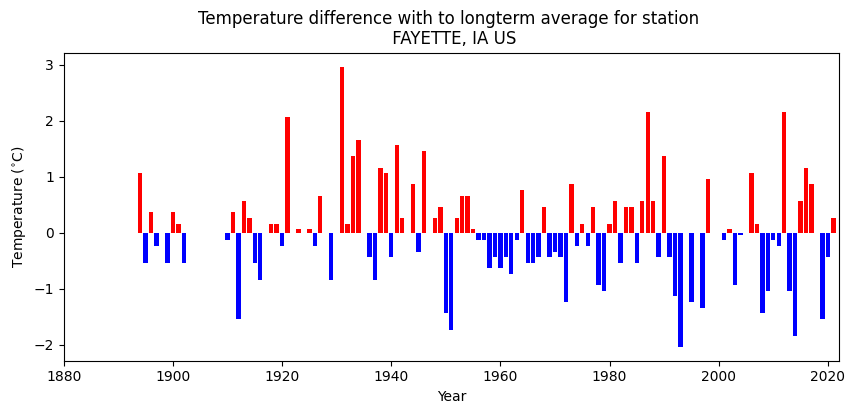 Temperature difference with to longterm average for station
FAYETTE, IA US
3
2
1
0
−1
−2
Temperature (°C)
1880 1900 1920 1940 1960 1980 2000 2020
Year